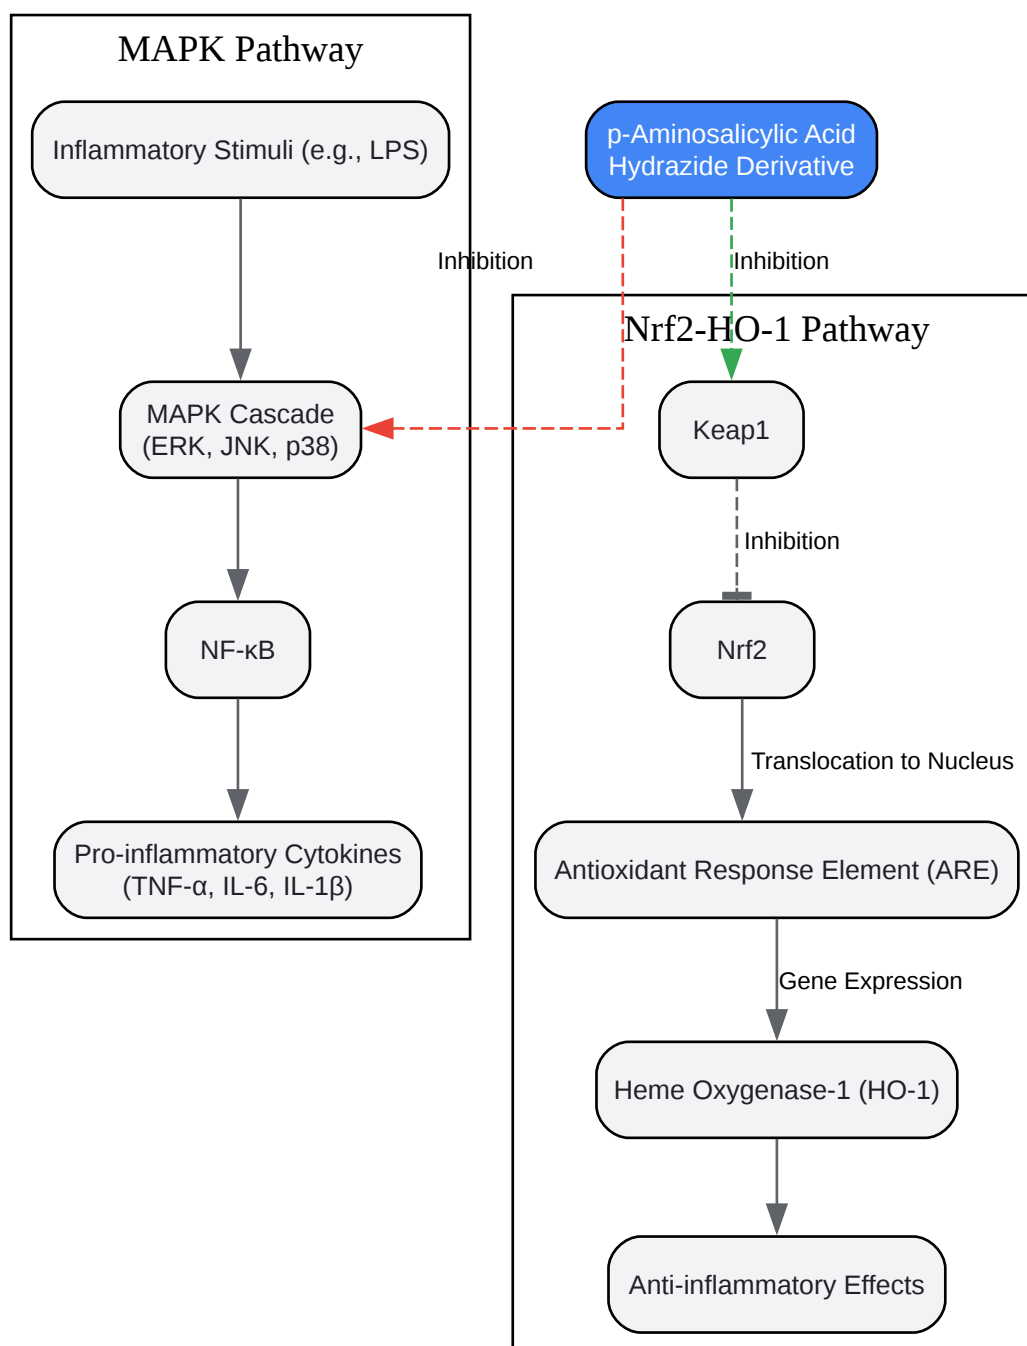 MAPK Pathway
Inflammatory Stimuli (e.g., LPS)
p-Aminosalicylic Acid
Hydrazide Derivative
Inhibition
Inhibition
Nrf2-HO-1 Pathway
MAPK Cascade
(ERK, JNK, p38)
Keap1
Inhibition
NF-κB
Nrf2
Translocation to Nucleus
Pro-inflammatory Cytokines
(TNF-α, IL-6, IL-1β)
Antioxidant Response Element (ARE)
Gene Expression
Heme Oxygenase-1 (HO-1)
Anti-inflammatory Effects